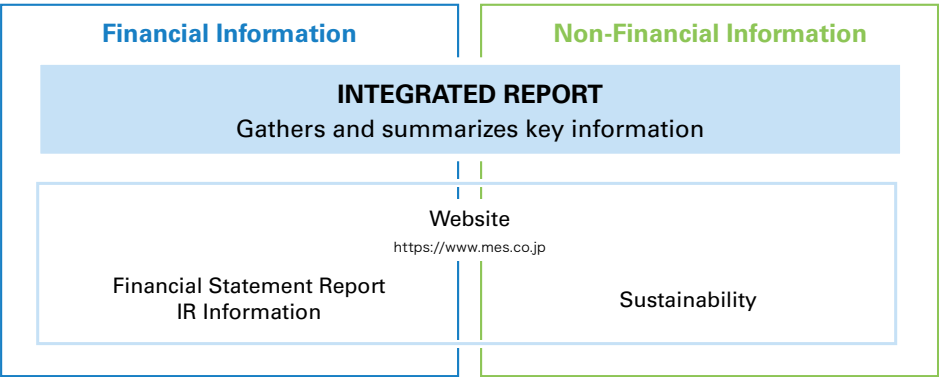 Financial Information
Non-Financial Information
INTEGRATED REPORT
Gathers and summarizes key information
Website
https://www.mes.co.jp
Financial Statement Report
IR Information
Sustainability